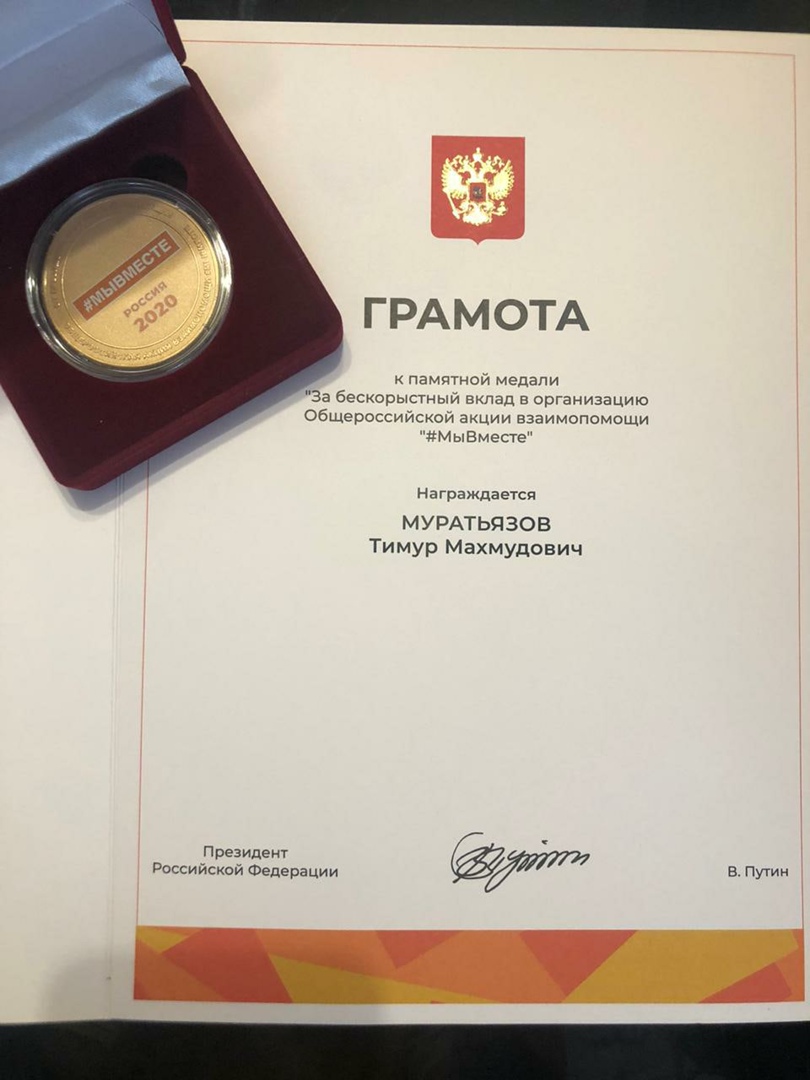 #МЫВМЕСТЕ
РОССИЯ
2020
ГРАМОТА
к памятной медали
"За бескорыстный вклад в организацию
Общероссийской акции взаимопомощи
"#МыВместе"
Награждается
МУРАТЬЯЗОВ
Тимур Махмудович
Президент
Российской Федерации
В. Путин